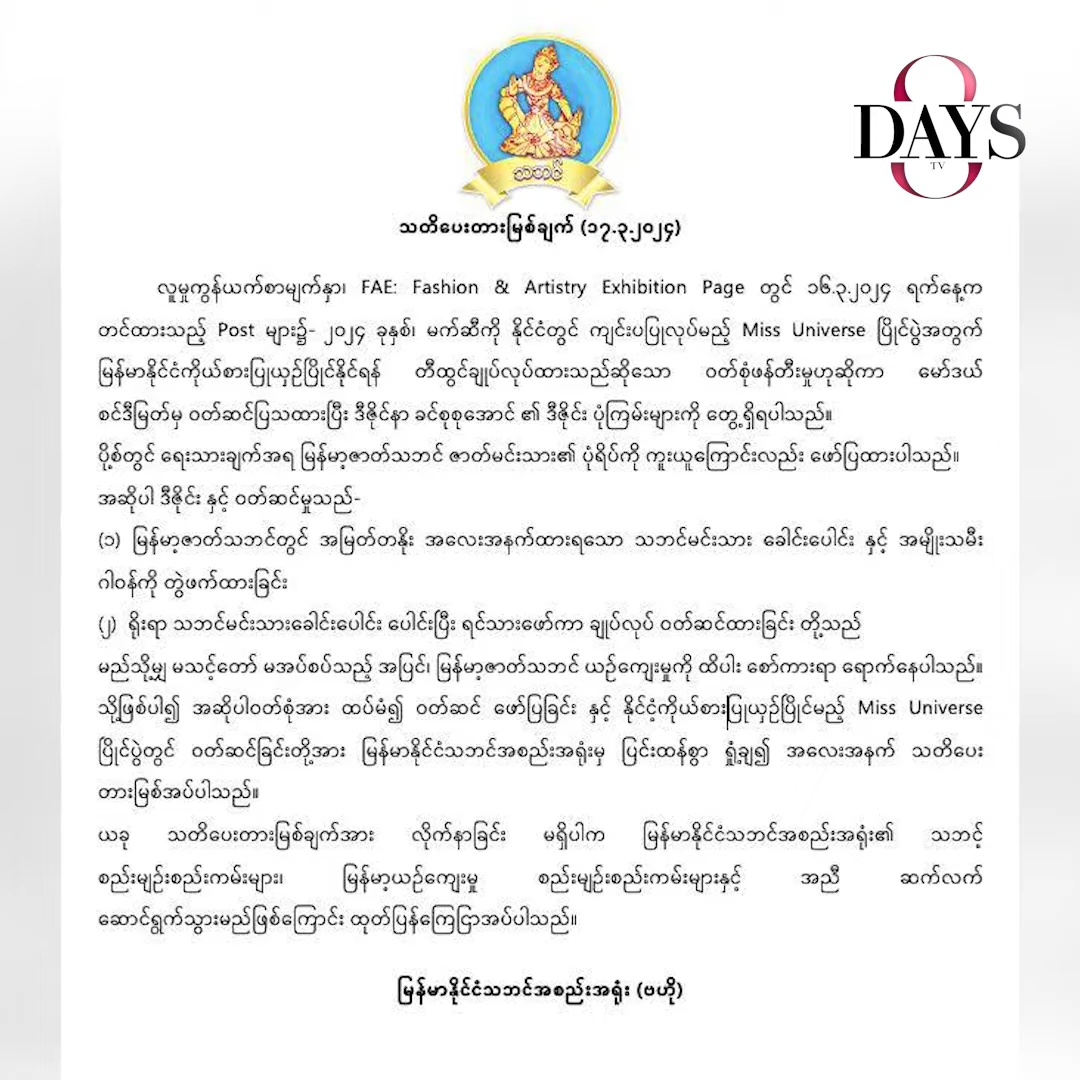 8
DAYS
TV
သဘင်
သတိပေးတားမြစ်ချက် (၁၇.၃.၂၀၂၄)
လူမှုကွန်ယက်စာမျက်နှာ၊ FAE: Fashion & Artistry Exhibition Page တွင် ၁၆.၃.၂၀၂၄ ရက်နေ့က
တင်ထားသည့် Post များ၌- ၂၀၂၄ ခုနှစ်၊ မက်ဆီကို နိုင်ငံတွင် ကျင်းပပြုလုပ်မည့် Miss Universe ပြိုင်ပွဲအတွက်
မြန်မာနိုင်ငံကိုယ်စားပြုယှဉ်ပြိုင်နိုင်ရန် တီထွင်ချုပ်လုပ်ထားသည်ဆိုသော ဝတ်စုံဖန်တီးမှုဟုဆိုကာ မော်ဒယ်
စင်ဒီမြတ်မှ ဝတ်ဆင်ပြသထားပြီး ဒီဇိုင်နာ ခင်စုစုအောင် ၏ ဒီဇိုင်း ပုံကြမ်းများကို တွေ့ရှိရပါသည်။
ပို့စ်တွင် ရေးသားချက်အရ မြန်မာ့ဇာတ်သဘင် ဇာတ်မင်းသား၏ ပုံရိပ်ကို ကူးယူကြောင်းလည်း ဖော်ပြထားပါသည်။
အဆိုပါ ဒီဇိုင်း နှင့် ဝတ်ဆင်မှုသည်-
(၁) မြန်မာ့ဇာတ်သဘင်တွင် အမြတ်တနိုး အလေးအနက်ထားရသော သဘင်မင်းသား ခေါင်းပေါင်း နှင့် အမျိုးသမီး
ဂါဝန်ကို တွဲဖက်ထားခြင်း
(၂) ရိုးရာ သဘင်မင်းသားခေါင်းပေါင်း ပေါင်းပြီး ရင်သားဖော်ကာ ချုပ်လုပ် ဝတ်ဆင်ထားခြင်း တို့သည်
မည်သို့မျှ မသင့်တော် မအပ်စပ်သည့် အပြင်၊ မြန်မာ့ဇာတ်သဘင် ယဉ်ကျေးမှုကို ထိပါး စော်ကားရာ ရောက်နေပါသည်။
သို့ဖြစ်ပါ၍ အဆိုပါဝတ်စုံအား ထပ်မံ၍ ဝတ်ဆင် ဖော်ပြခြင်း နှင့် နိုင်ငံ့ကိုယ်စားပြုယှဉ်ပြိုင်မည့် Miss Universe
ပြိုင်ပွဲတွင် ဝတ်ဆင်ခြင်းတို့အား မြန်မာနိုင်ငံသဘင်အစည်းအရုံးမှ ပြင်းထန်စွာ ရှုံ့ချ၍ အလေးအနက် သတိပေး
တားမြစ်အပ်ပါသည်။
ယခု သတိပေးတားမြစ်ချက်အား လိုက်နာခြင်း မရှိပါက မြန်မာနိုင်ငံသဘင်အစည်းအရုံး၏ သဘင့်
စည်းမျဉ်းစည်းကမ်းများ၊ မြန်မာ့ယဉ်ကျေးမှု စည်းမျဉ်းစည်းကမ်းများနှင့် အညီ ဆက်လက်
ဆောင်ရွက်သွားမည်ဖြစ်ကြောင်း ထုတ်ပြန်ကြေငြာအပ်ပါသည်။
မြန်မာနိုင်ငံသဘင်အစည်းအရုံး (ဗဟို)